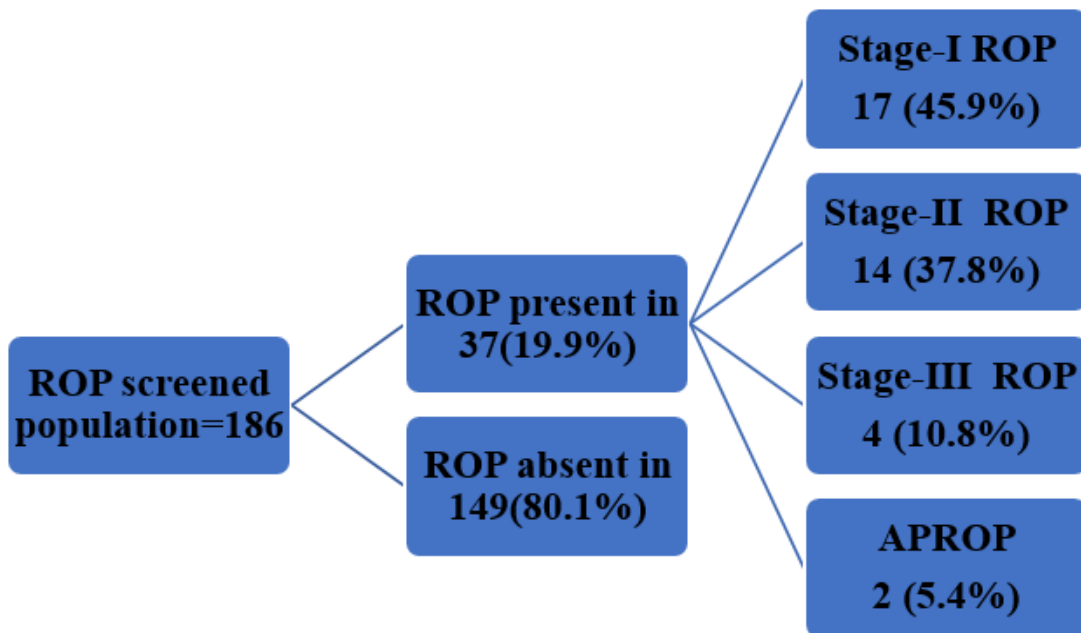 ROP screened
population=186
ROP present in
37(19.9%)
ROP absent in
149(80.1%)
Stage-I ROP
17 (45.9%)
Stage-II  ROP
14 (37.8%)
Stage-III  ROP
4 (10.8%)
APROP
2 (5.4%)